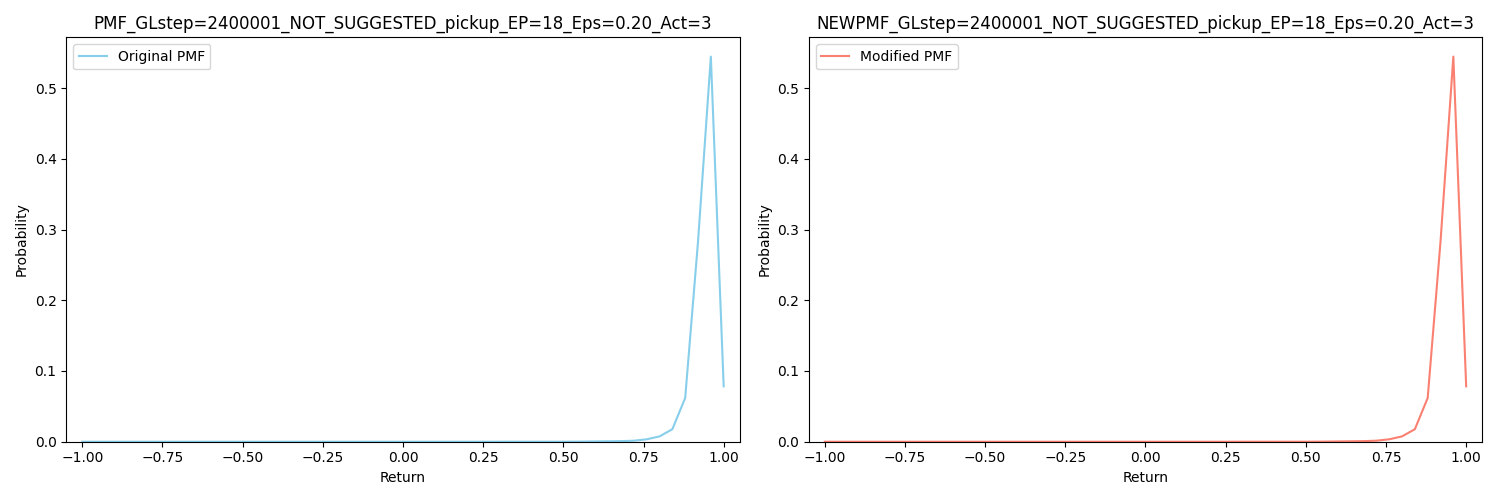 PMF_GLstep=2400001_NOT_SUGGESTED_pickup_EP=18_Eps=0.20_Act=3
Original PMF
Probability
0.5
0.4
0.3
0.2
0.1
0.0
−1.00 −0.75 −0.50 −0.25 0.00 0.25 0.50 0.75 1.00
Return
NEWPMF_GLstep=2400001_NOT_SUGGESTED_pickup_EP=18_Eps=0.20_Act=3
Modified PMF
Probability
0.5
0.4
0.3
0.2
0.1
0.0
−1.00 −0.75 −0.50 −0.25 0.00 0.25 0.50 0.75 1.00
Return